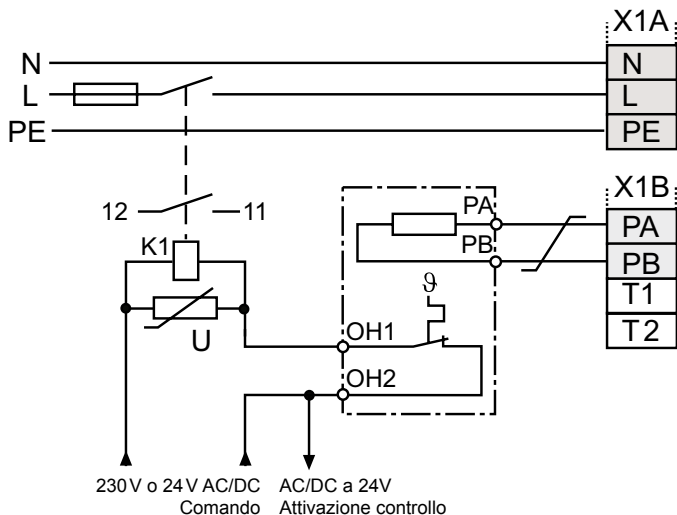 X1A
N
N
L
L
PE
PE
X1B
12
11
PA
PA
K1
PB
PB
ϑ
T1
U
OH1
T2
OH2
230 V o 24 V AC/DC
Comando
AC/DC a 24V
Attivazione controllo